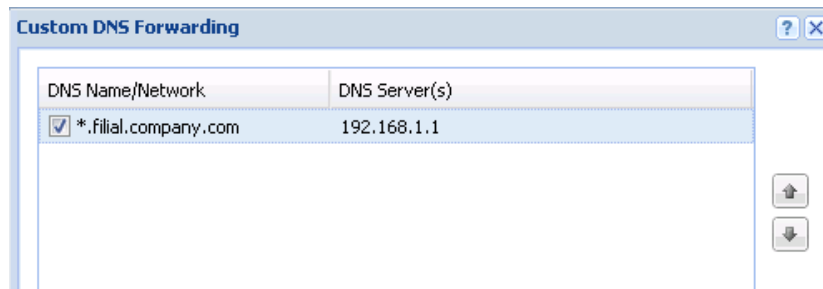 Custom DNS Forwarding
DNS Name/Network DNS Server(s)
*.filial.company.com 192.168.1.1